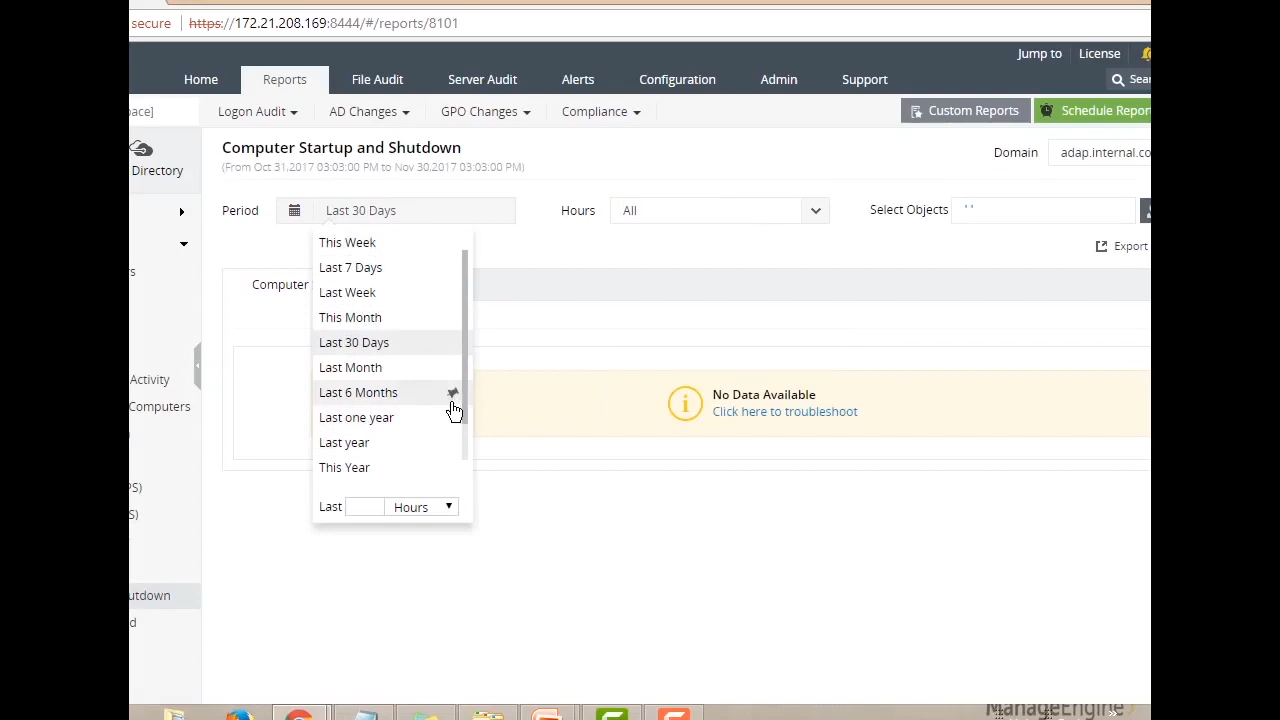 secure https://172.21.208.169:8444/#/reports/8101
Jump to License
Home Reports File Audit Server Audit Alerts Configuration Admin Support Sear
pace] Logon Audit AD Changes GPO Changes Compliance Custom Reports Schedule Repor
Directory
Computer Startup and Shutdown
(From Oct 31,2017 03:03:00 PM to Nov 30,2017 03:03:00 PM)
Domain adap.internal.co
Period Last 30 Days Hours All Select Objects ' '
Export
This Week
Last 7 Days
Last Week
This Month
Last 30 Days
Last Month
Last 6 Months
Last one year
Last year
This Year
Last Hours
Computer
No Data Available
Click here to troubleshoot
rs
Activity
Computers
)
PS)
S)
utdown
d
ManageEngine